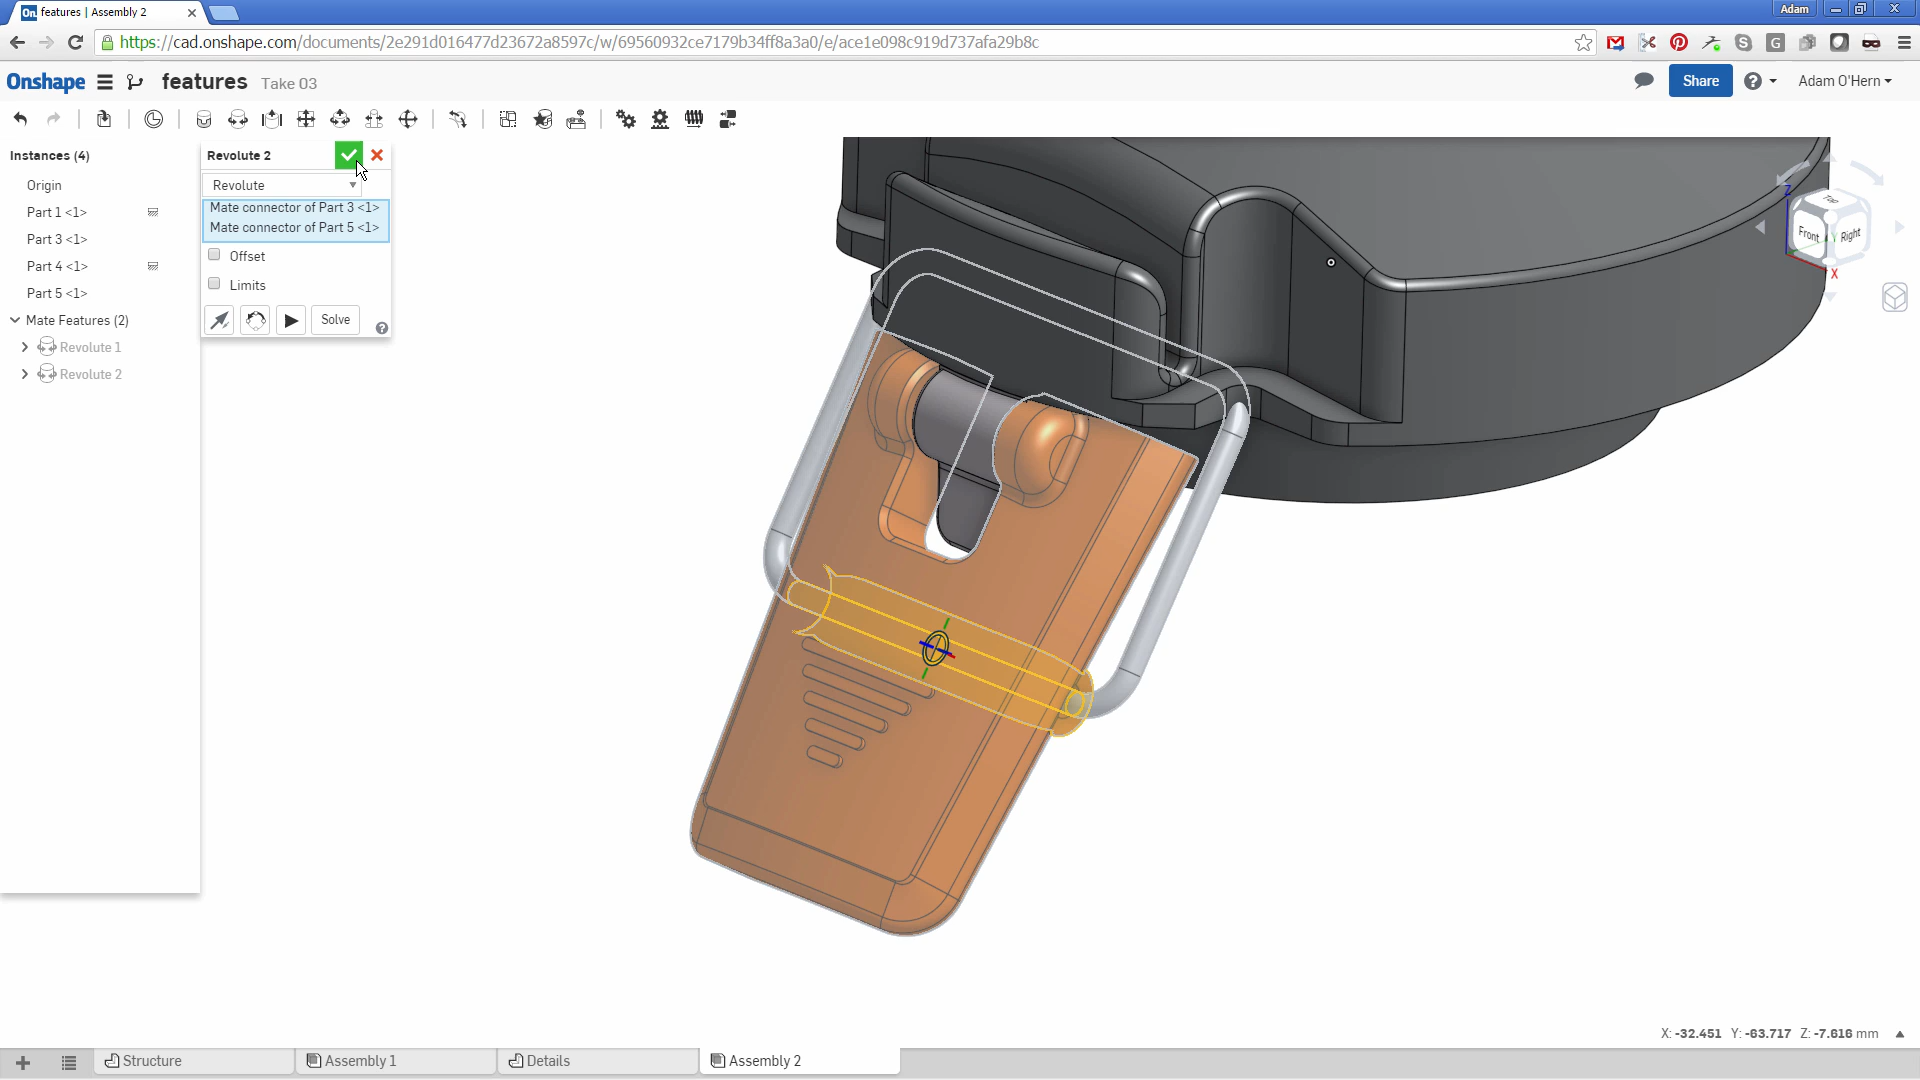 features | Assembly 2
Adam
https://cad.onshape.com/documents/2e291d016477d23672a8597c/w/69560932ce7179b34ff8a3a0/e/ace1e098c919d737afa29b8c
Onshape features Take 03
Share
Adam O'Hern
Instances (4)
Origin
Part 1 <1>
Part 3 <1>
Part 4 <1>
Part 5 <1>
Mate Features (2)
Revolute 1
Revolute 2
Revolute 2
Revolute
Mate connector of Part 3 <1>
Mate connector of Part 5 <1>
Offset
Limits
Solve
Z
Top
Front
Y
Right
X
X: -32.451 Y: -63.717 Z: -7.616 mm
Structure
Assembly 1
Details
Assembly 2